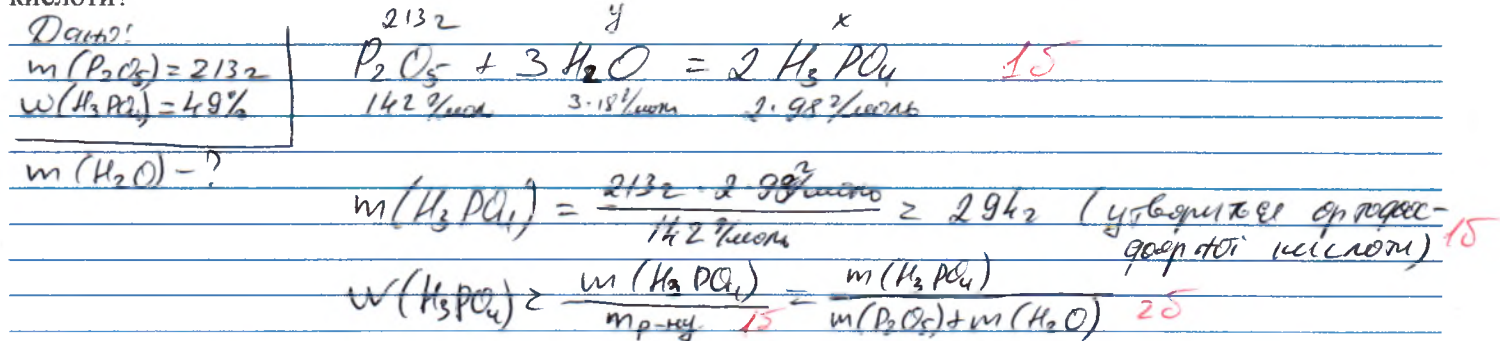 кислоти?
Дано:
m(P₂O₅) = 213 г
w(H₃PO₄) = 49%
m(H₂O) - ?
213 г y x
P₂O₅ + 3 H₂O = 2 H₃PO₄ 1б
142 г/моль 3·18 г/моль 2·98 г/моль
m(H₃PO₄) = 213 г · 2 · 98 г/моль / 142 г/моль = 294 г (утвориться ортофос-
форної кислоти) 1б
w(H₃PO₄) = m(H₃PO₄) / m р-ну 1б = m(H₃PO₄) / m(P₂O₅) + m(H₂O) 2б